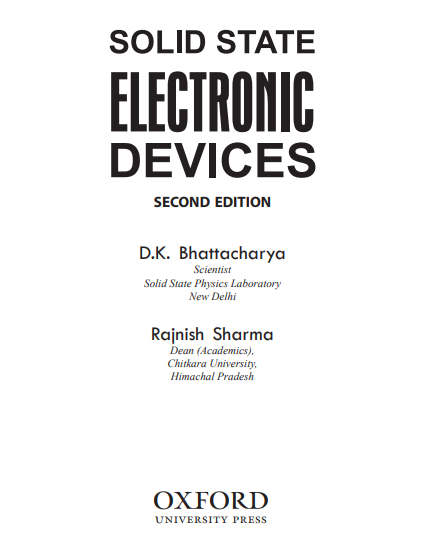 SOLID STATE
ELECTRONIC
DEVICES
SECOND EDITION
D.K. Bhattacharya
Scientist
Solid State Physics Laboratory
New Delhi
Rajnish Sharma
Dean (Academics),
Chitkara University,
Himachal Pradesh
OXFORD
UNIVERSITY PRESS